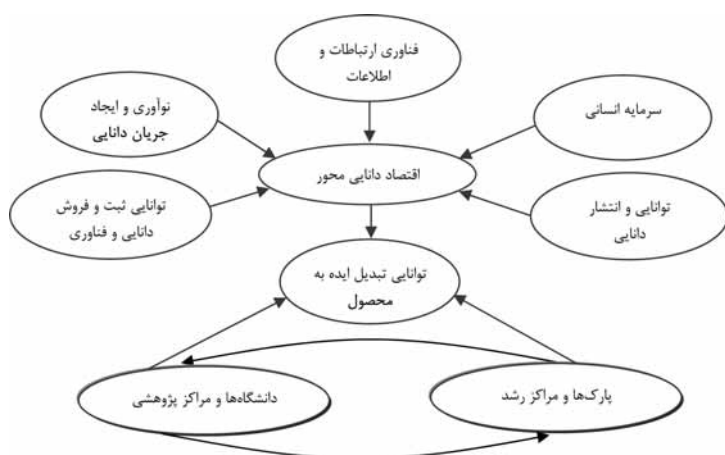 فناوری ارتباطات و
اطلاعات
سرمایه انسانی
نوآوری و ایجاد
جریان دانایی
اقتصاد دانایی محور
توانایی و انتشار
دانایی
توانایی ثبت و فروش
دانایی و فناوری
توانایی تبدیل ایده به
محصول
پارک‌ها و مراکز رشد
دانشگاه‌ها و مراکز پژوهشی